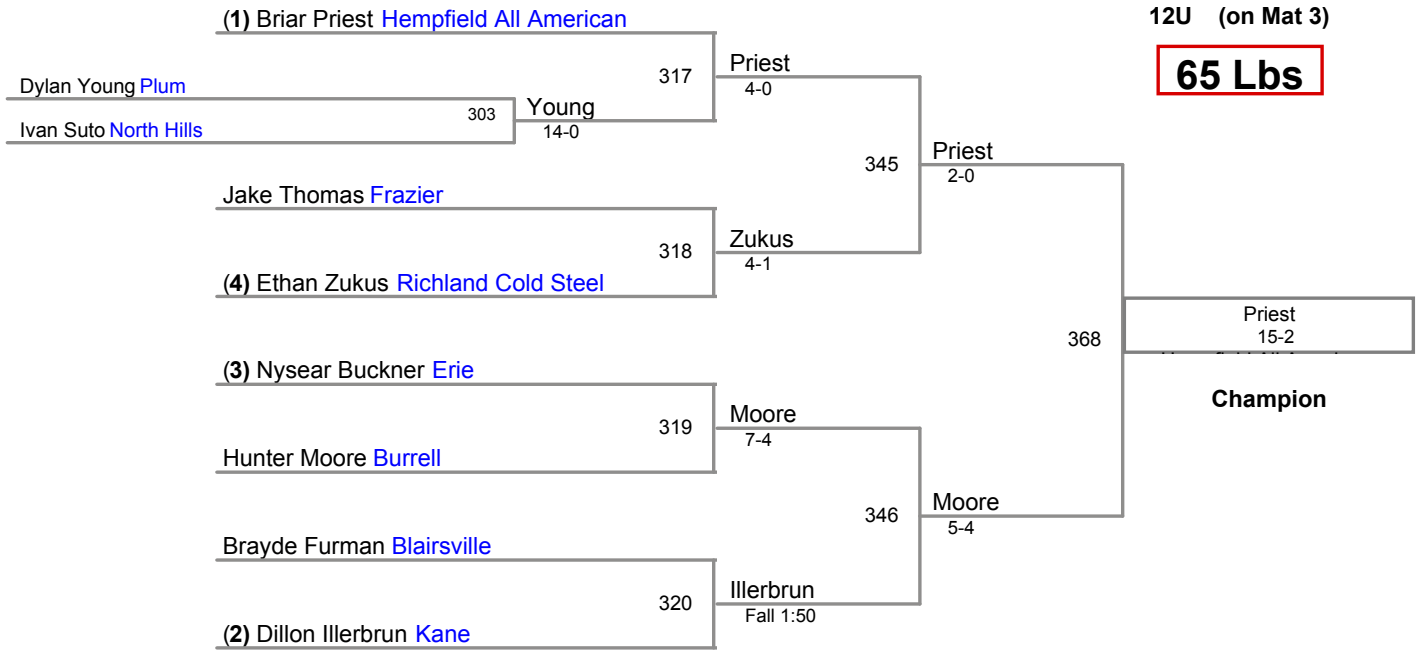 (1) Briar Priest Hempfield All American
12U (on Mat 3)
65 Lbs
317
Priest
4-0
Dylan Young Plum
303
Young
14-0
Ivan Suto North Hills
345
Priest
2-0
Jake Thomas Frazier
318
Zukus
4-1
(4) Ethan Zukus Richland Cold Steel
368
Priest
15-2
Champion
(3) Nysear Buckner Erie
319
Moore
7-4
Hunter Moore Burrell
346
Moore
5-4
Brayde Furman Blairsville
320
Illerbrun
Fall 1:50
(2) Dillon Illerbrun Kane